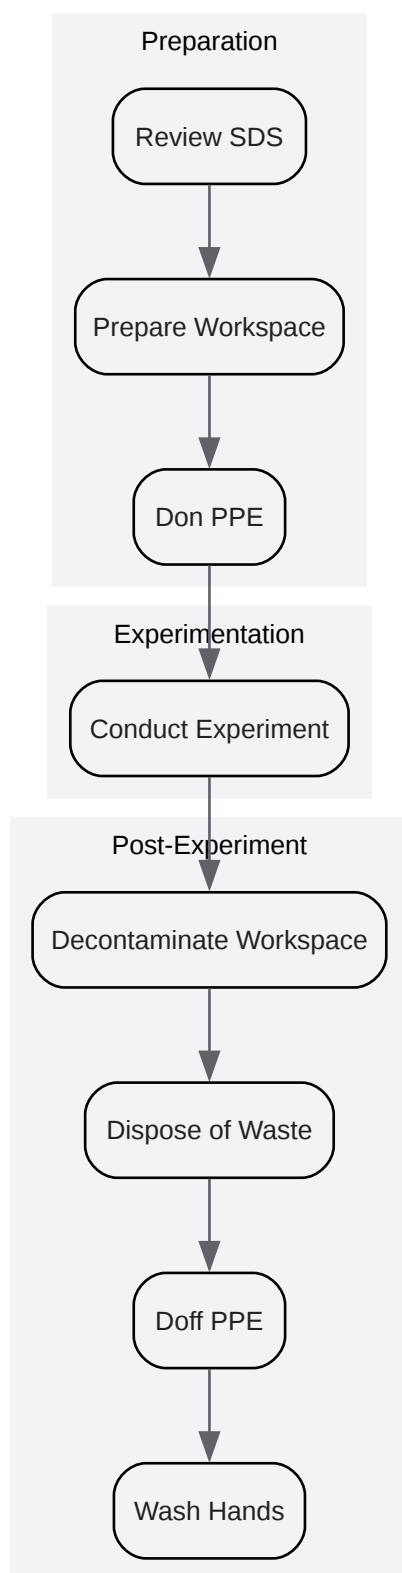 Preparation
Review SDS
Prepare Workspace
Don PPE
Experimentation
Conduct Experiment
Post-Experiment
Decontaminate Workspace
Dispose of Waste
Doff PPE
Wash Hands